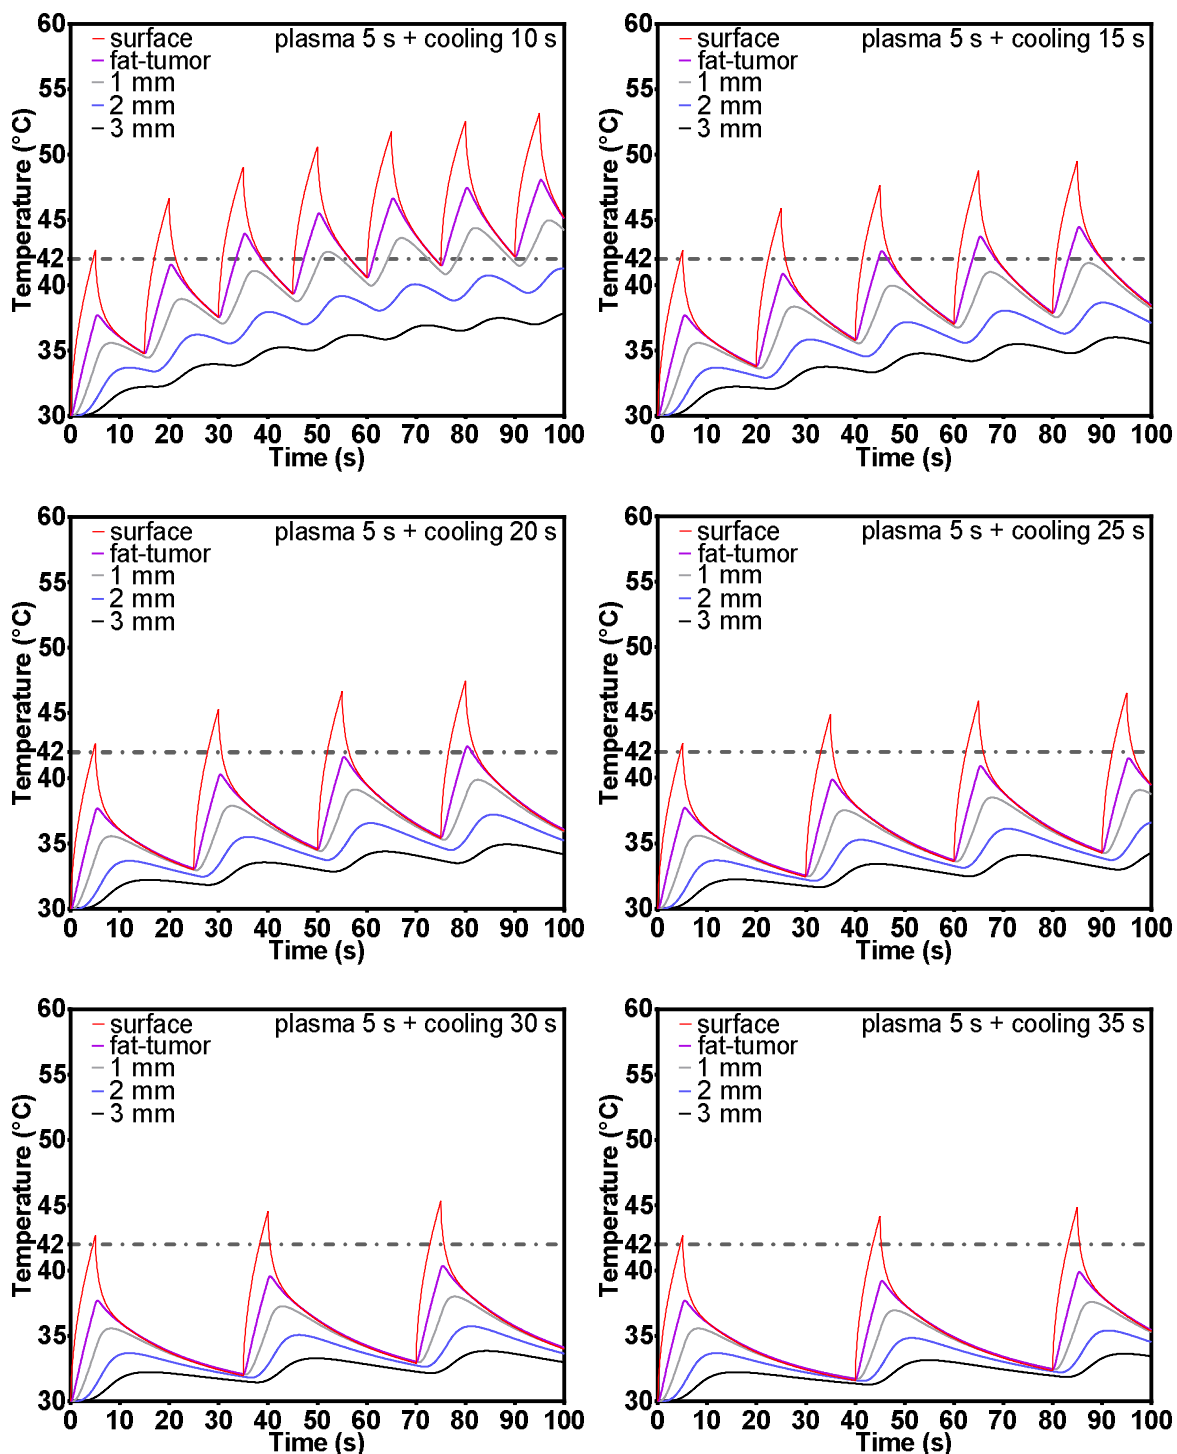 plasma 5 s + cooling 10 s
surface
fat-tumor
1 mm
2 mm
3 mm
Temperature (°C)
60
55
50
45
42
40
35
30
0 10 20 30 40 50 60 70 80 90 100
Time (s)
plasma 5 s + cooling 15 s
surface
fat-tumor
1 mm
2 mm
3 mm
Temperature (°C)
60
55
50
45
42
40
35
30
0 10 20 30 40 50 60 70 80 90 100
Time (s)
plasma 5 s + cooling 20 s
surface
fat-tumor
1 mm
2 mm
3 mm
Temperature (°C)
60
55
50
45
42
40
35
30
0 10 20 30 40 50 60 70 80 90 100
Time (s)
plasma 5 s + cooling 25 s
surface
fat-tumor
1 mm
2 mm
3 mm
Temperature (°C)
60
55
50
45
42
40
35
30
0 10 20 30 40 50 60 70 80 90 100
Time (s)
plasma 5 s + cooling 30 s
surface
fat-tumor
1 mm
2 mm
3 mm
Temperature (°C)
60
55
50
45
42
40
35
30
0 10 20 30 40 50 60 70 80 90 100
Time (s)
plasma 5 s + cooling 35 s
surface
fat-tumor
1 mm
2 mm
3 mm
Temperature (°C)
60
55
50
45
42
40
35
30
0 10 20 30 40 50 60 70 80 90 100
Time (s)